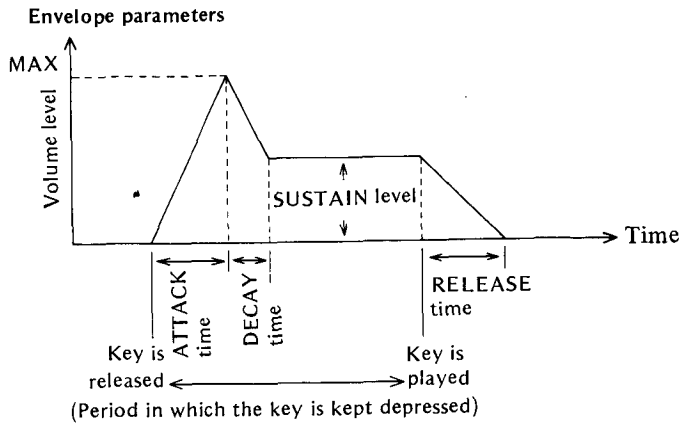 Envelope parameters
MAX
Volume level
SUSTAIN level
Time
ATTACK
time
DECAY
time
RELEASE
time
Key is
released
Key is
played
(Period in which the key is kept depressed)